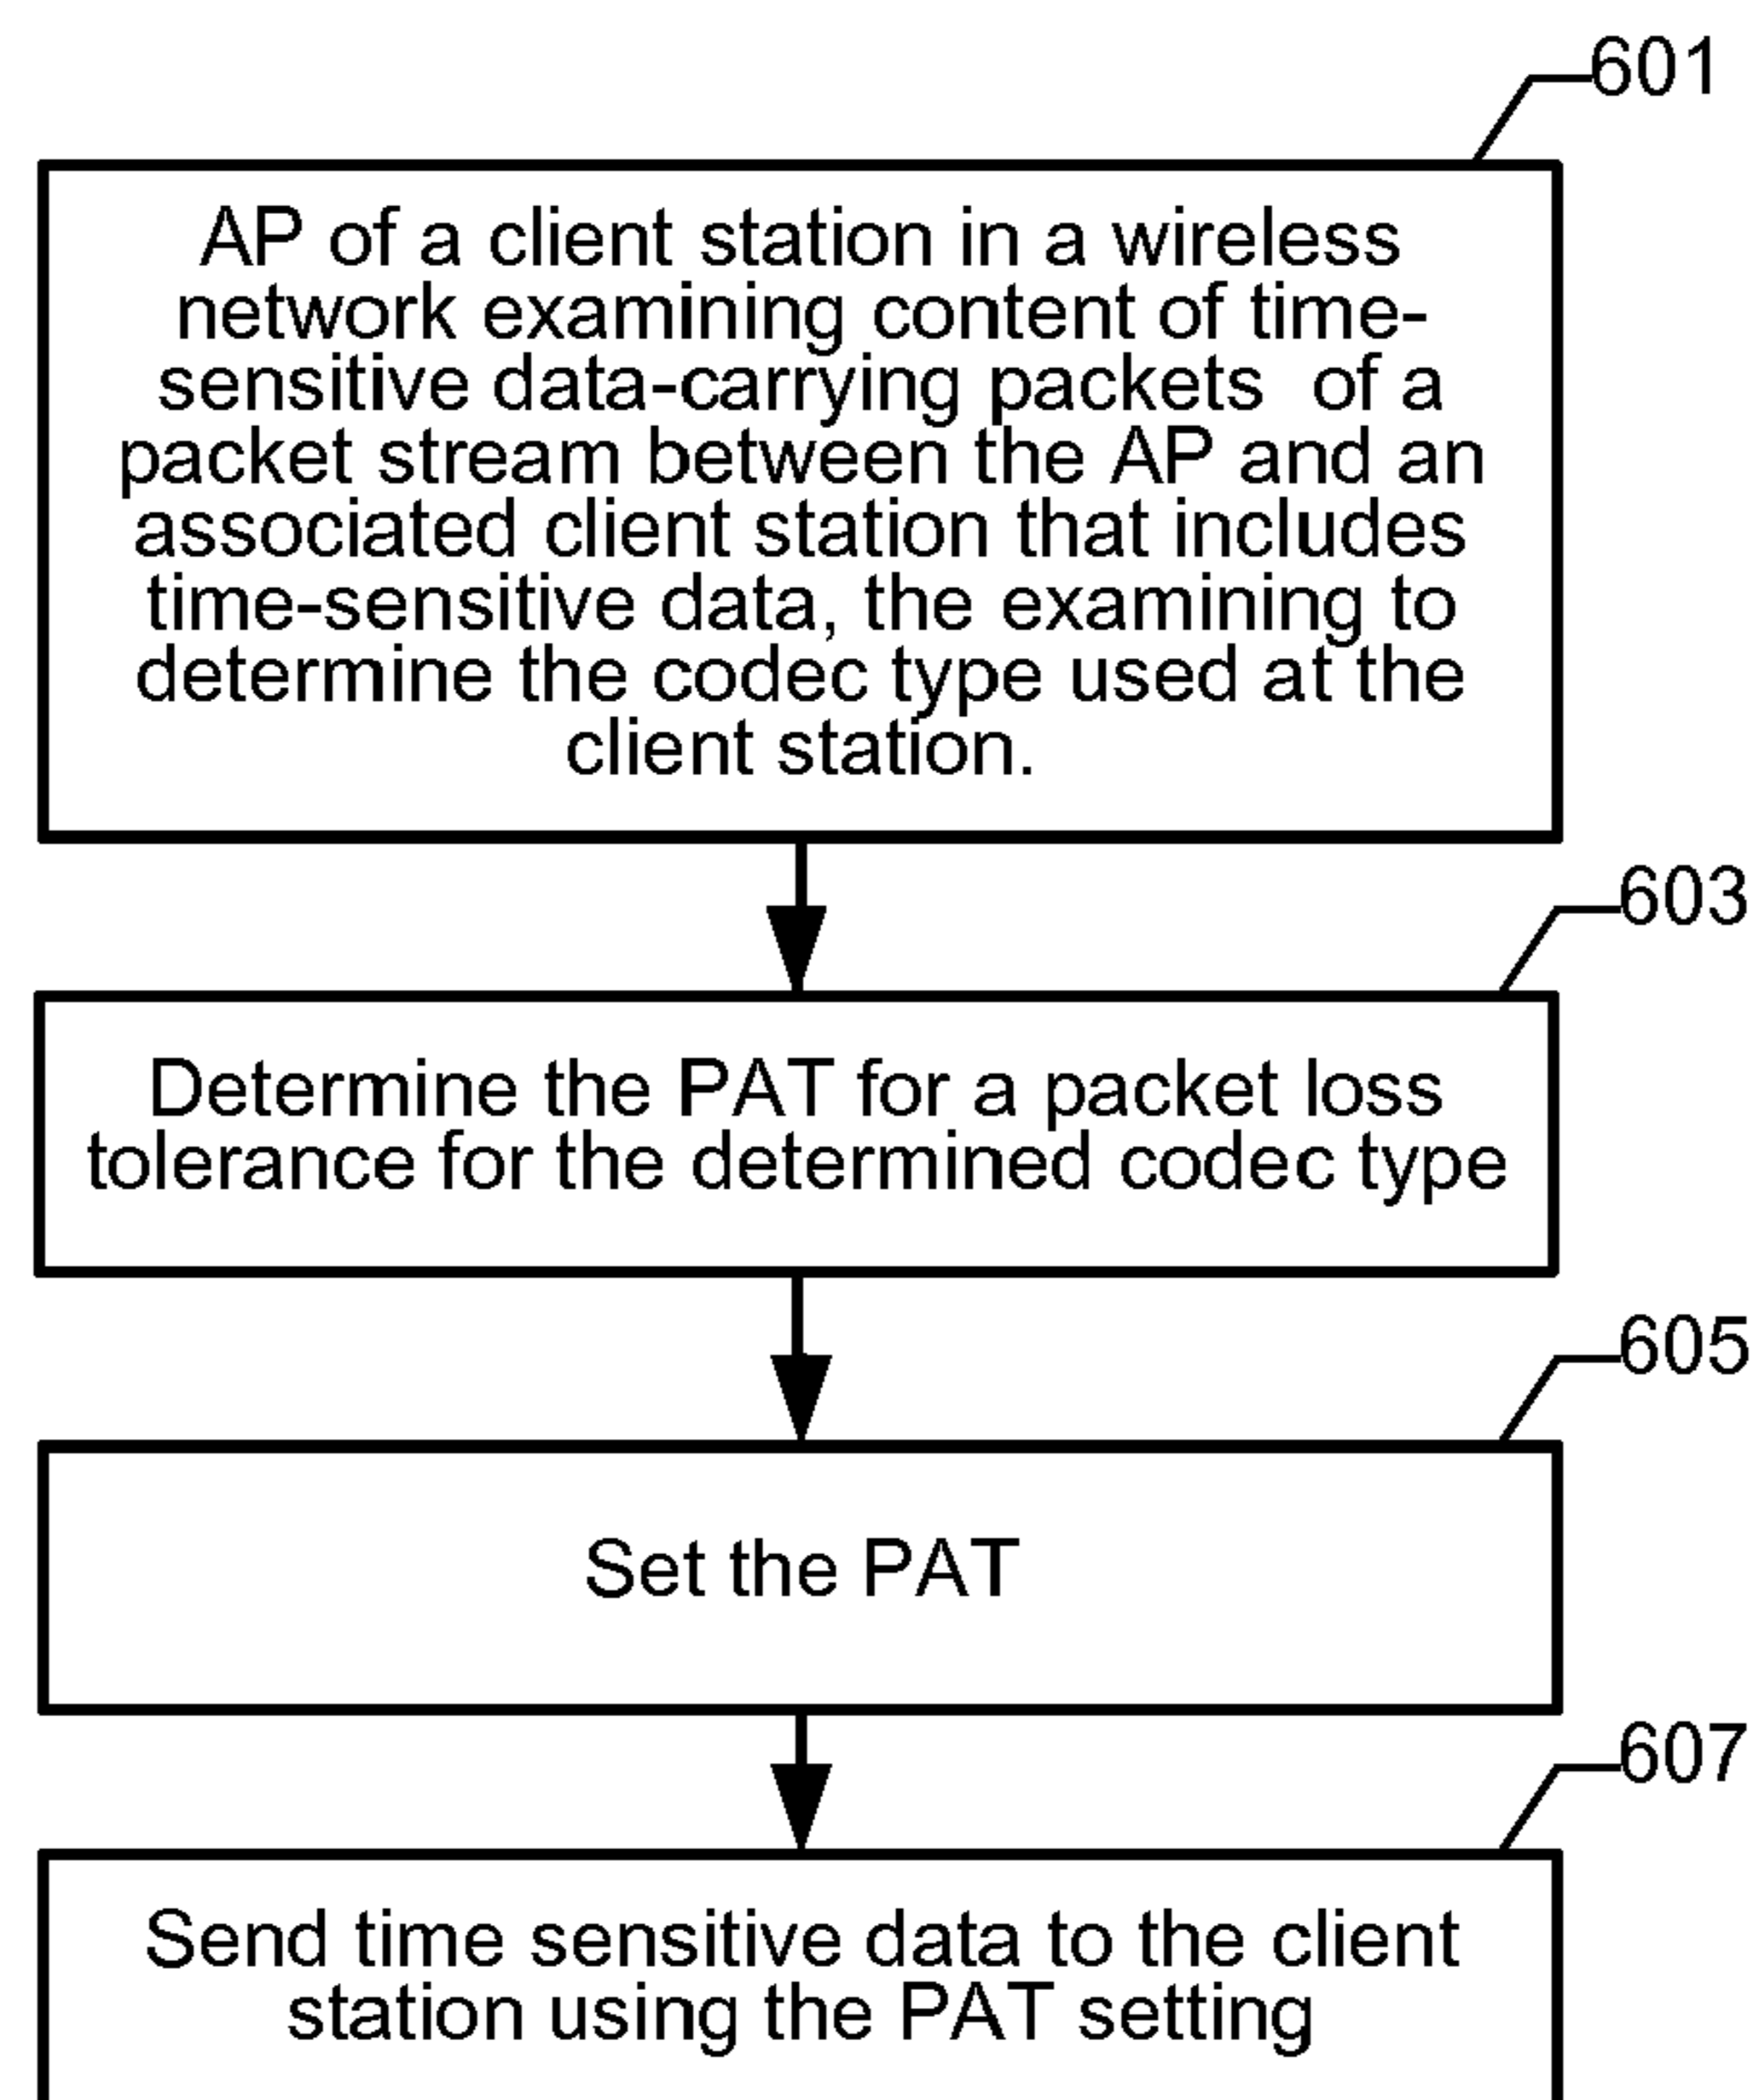 601
AP of a client station in a wireless
network examining content of time-
sensitive data-carrying packets of a
packet stream between the AP and an
associated client station that includes
time-sensitive data, the examining to
determine the codec type used at the
client station.
603
Determine the PAT for a packet loss
tolerance for the determined codec type
605
Set the PAT
607
Send time sensitive data to the client
station using the PAT setting